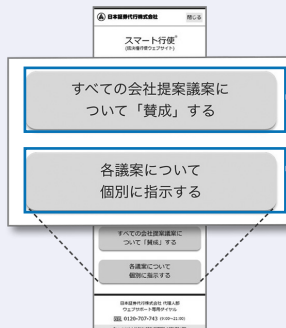 日本証券代行株式会社
閉じる
スマート行使®
(議決権行使ウェブサイト)
すべての会社提案議案に
ついて「賛成」する
各議案について
個別に指示する
すべての会社提案議案に
ついて「賛成」する
各議案について
個別に指示する
日本証券代行株式会社 代理人部
ウェブサポート専用ダイヤル
0120-707-743 (9:00~21:00)